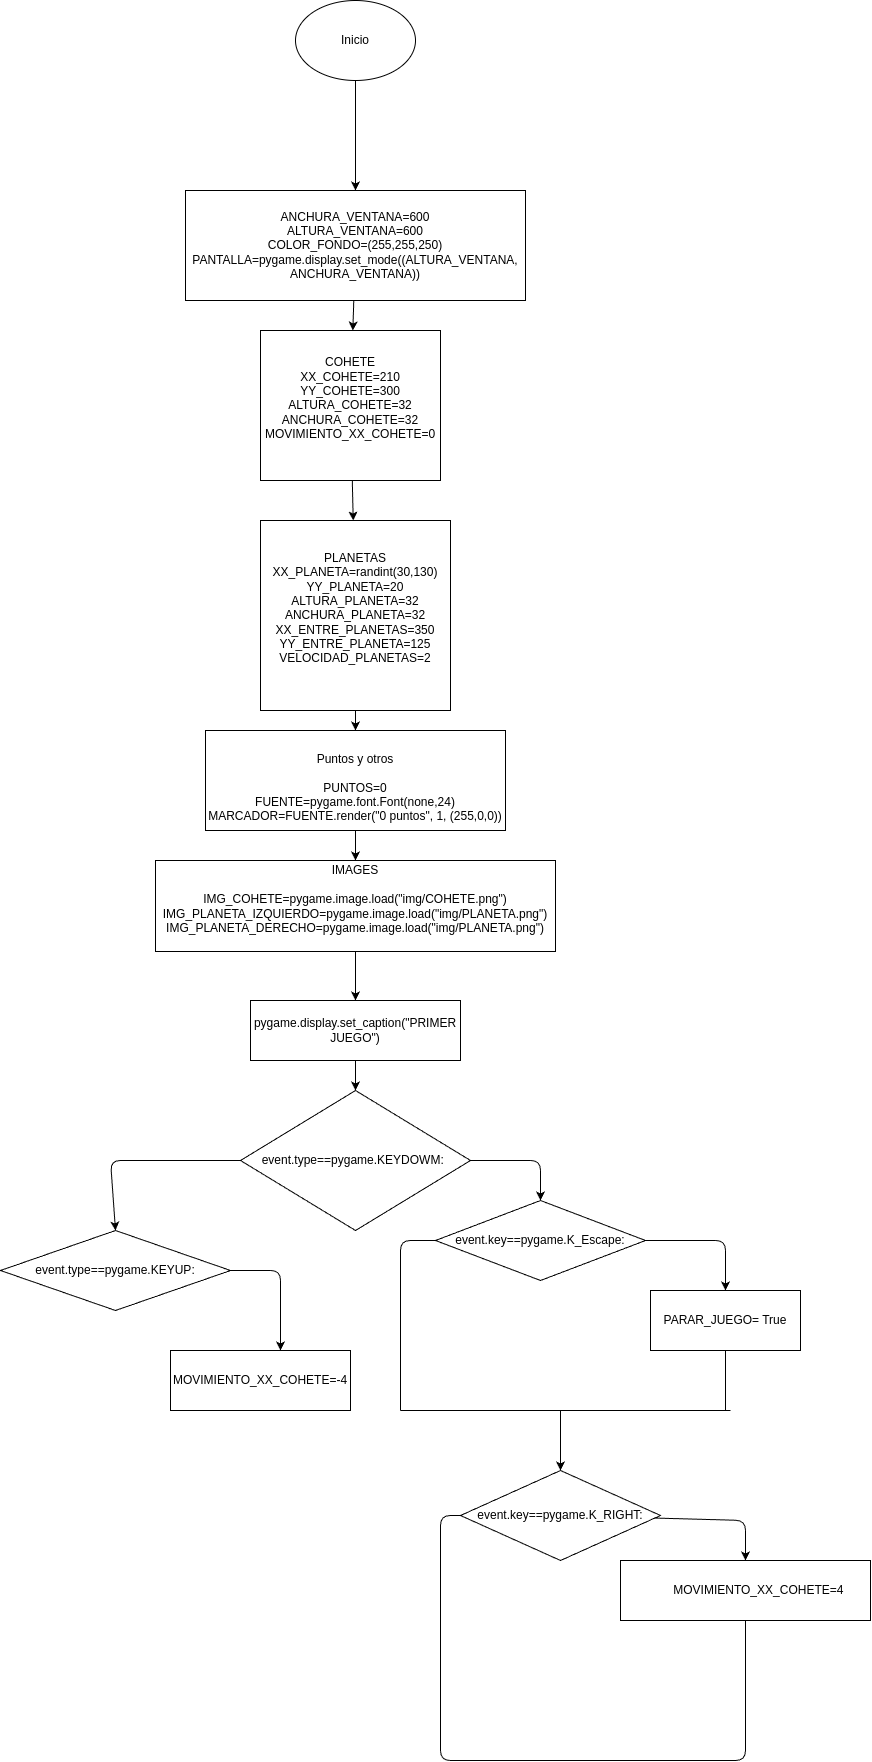 Inicio
ANCHURA_VENTANA=600
ALTURA_VENTANA=600
COLOR_FONDO=(255,255,250)
PANTALLA=pygame.display.set_mode((ALTURA_VENTANA,
ANCHURA_VENTANA))
COHETE
XX_COHETE=210
YY_COHETE=300
ALTURA_COHETE=32
ANCHURA_COHETE=32
MOVIMIENTO_XX_COHETE=0
PLANETAS
XX_PLANETA=randint(30,130)
YY_PLANETA=20
ALTURA_PLANETA=32
ANCHURA_PLANETA=32
XX_ENTRE_PLANETAS=350
YY_ENTRE_PLANETA=125
VELOCIDAD_PLANETAS=2
Puntos y otros
PUNTOS=0
FUENTE=pygame.font.Font(none,24)
MARCADOR=FUENTE.render("0 puntos", 1, (255,0,0))
IMAGES
IMG_COHETE=pygame.image.load("img/COHETE.png")
IMG_PLANETA_IZQUIERDO=pygame.image.load("img/PLANETA.png")
IMG_PLANETA_DERECHO=pygame.image.load("img/PLANETA.png")
pygame.display.set_caption("PRIMER
JUEGO")
event.type==pygame.KEYDOWM:
event.key==pygame.K_Escape:
event.type==pygame.KEYUP:
PARAR_JUEGO= True
MOVIMIENTO_XX_COHETE=-4
event.key==pygame.K_RIGHT:
MOVIMIENTO_XX_COHETE=4